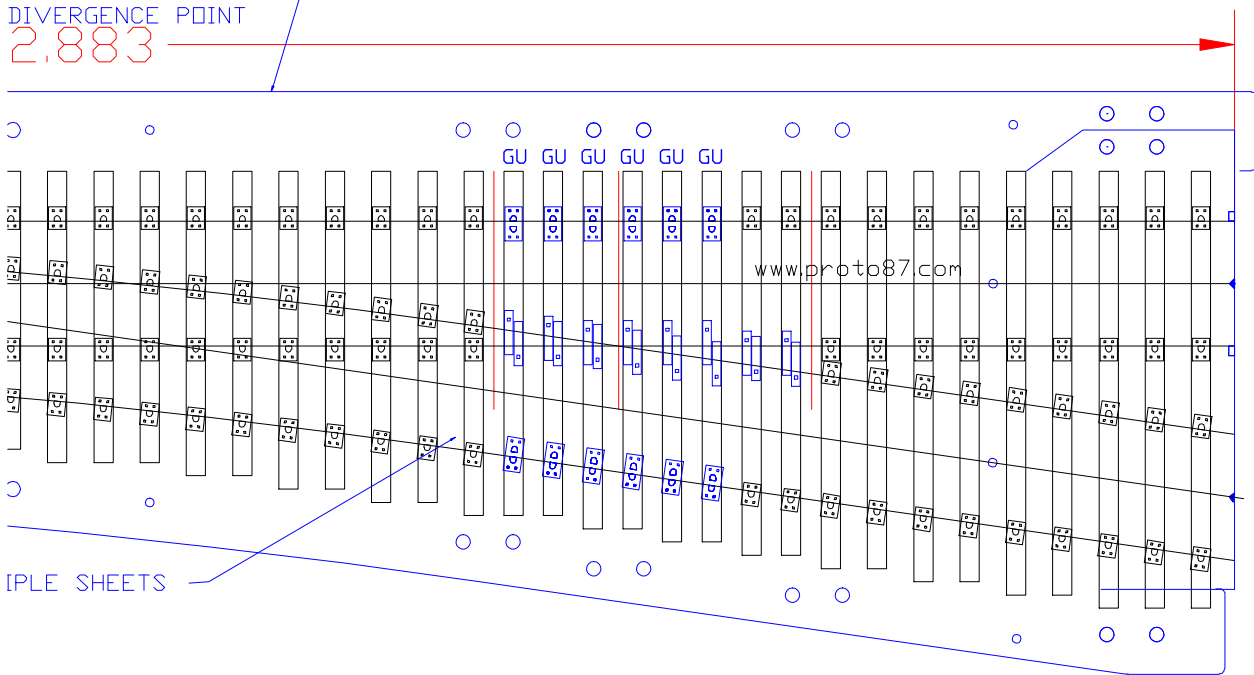 DIVERGENCE POINT
2.883
GU GU GU GU GU GU
www.proto87.com
IPLE SHEETS